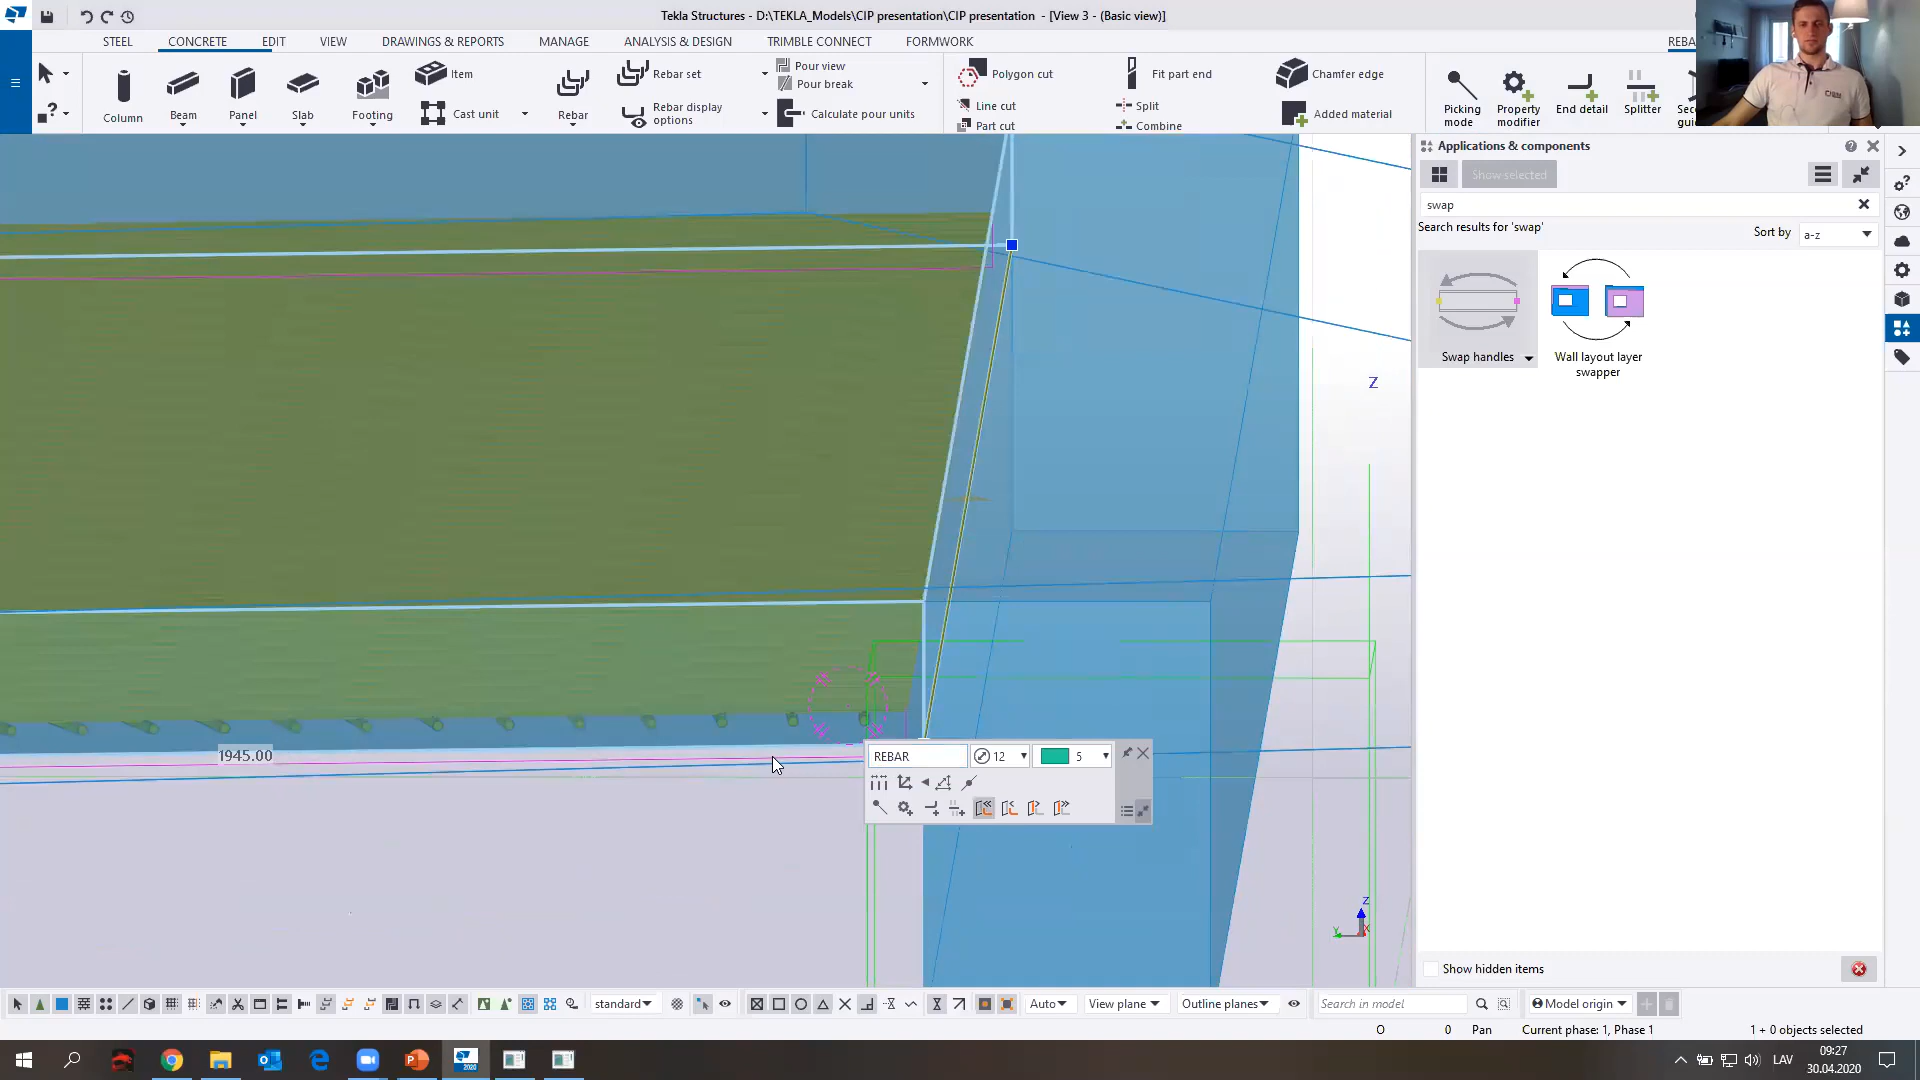 Tekla Structures - D:\TEKLA_Models\CIP presentation\CIP presentation - [View 3 - (Basic view)]
STEEL CONCRETE EDIT VIEW DRAWINGS & REPORTS MANAGE ANALYSIS & DESIGN TRIMBLE CONNECT FORMWORK
Column
Beam
Panel
Slab
Footing
Item
Cast unit
Rebar
Rebar set
Rebar display
options
Pour view
Pour break
Calculate pour units
Polygon cut
Line cut
Part cut
Fit part end
Split
Combine
Chamfer edge
Added material
Picking
mode
Property
modifier
End detail
Splitter
Applications & components
Show selected
swap
Search results for 'swap'
Sort by a-z
Swap handles
Wall layout layer
swapper
Z
1945.00
REBAR 12 5
Z
Y
X
Show hidden items
standard
Auto
View plane
Outline planes
Search in model
Model origin
O 0 Pan Current phase: 1, Phase 1 1 + 0 objects selected
2020
LAV
09:27
30.04.2020